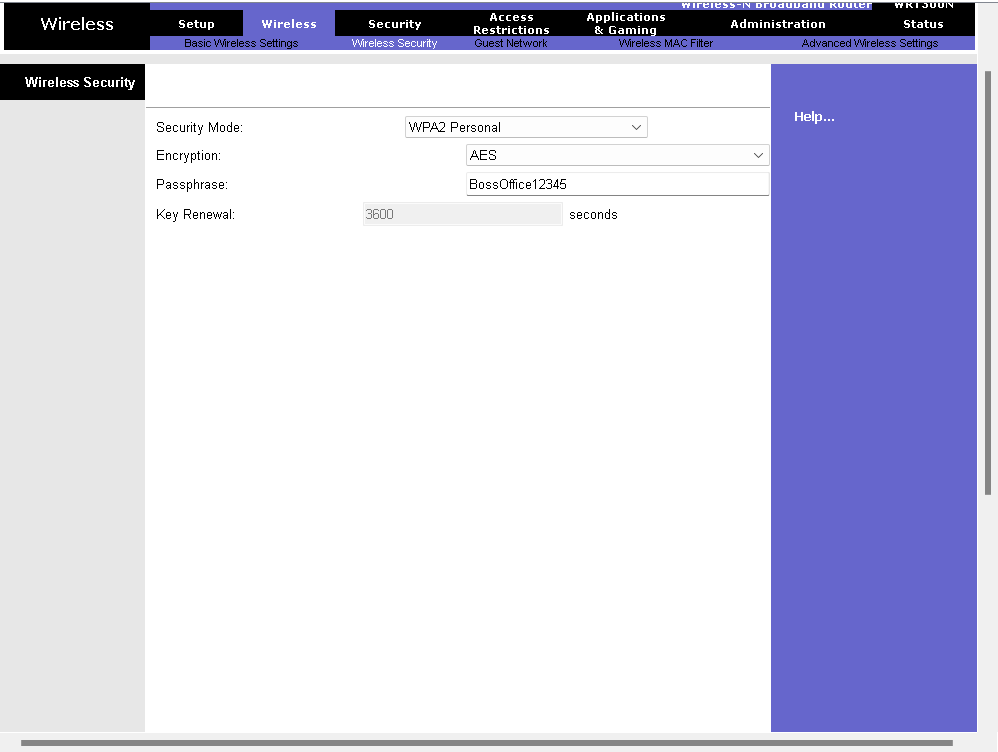 Wireless-N Broadband Router WRT300N
Wireless Setup Wireless Security Access Restrictions Applications & Gaming Administration Status
Basic Wireless Settings Wireless Security Guest Network Wireless MAC Filter Advanced Wireless Settings
Wireless Security
Help...
Security Mode: WPA2 Personal
Encryption: AES
Passphrase: BossOffice12345
Key Renewal: 3600 seconds